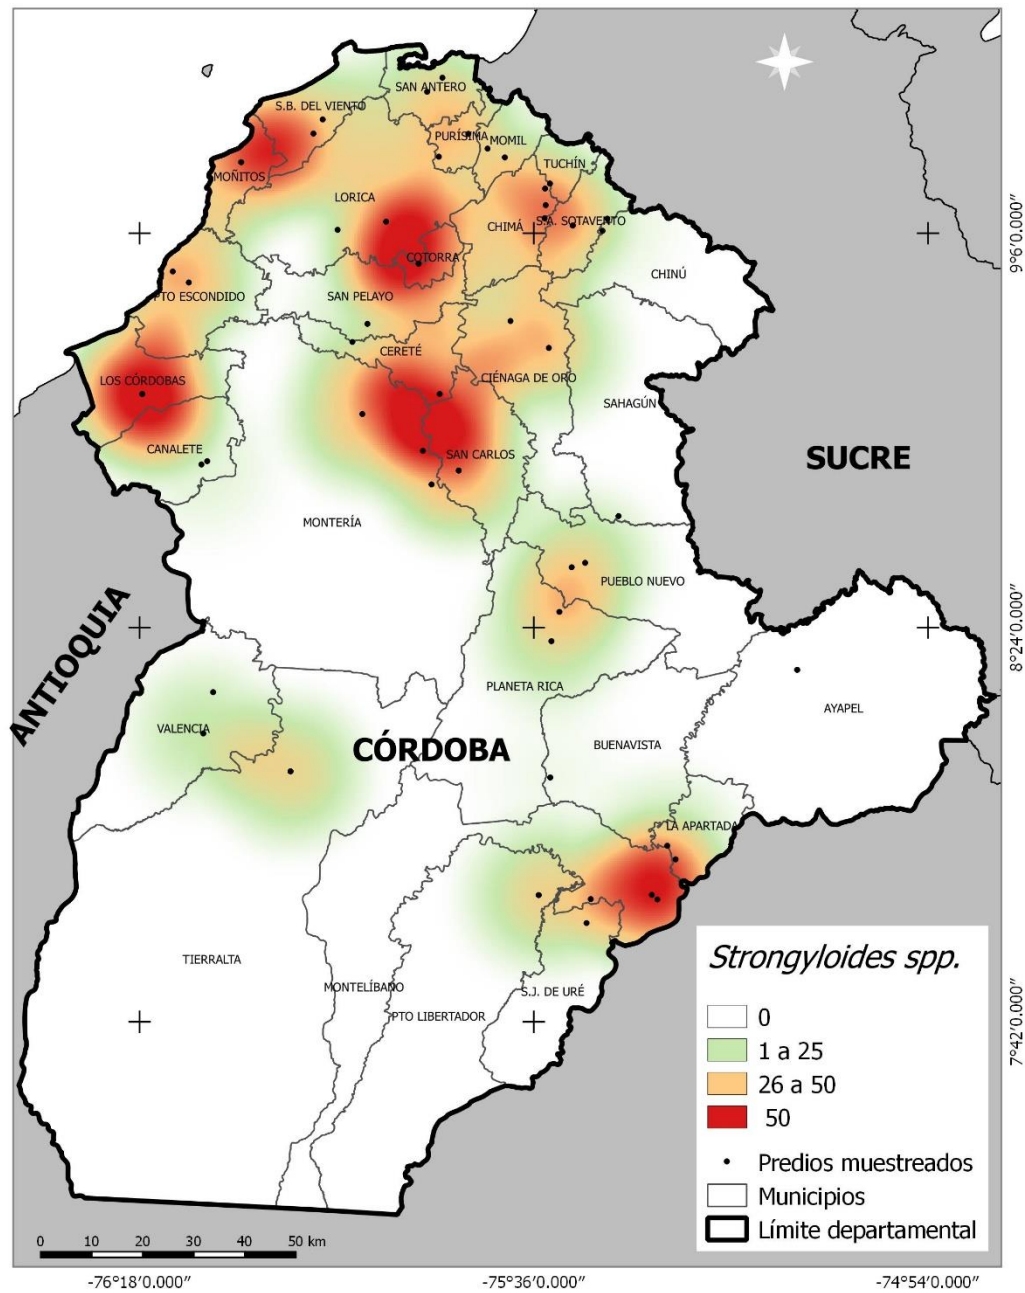 SAN ANTERO
S.B. DEL VIENTO
PURÍSIMA
MOMIL
MOÑITOS
TUCHÍN
LORICA
CHIMÁ
S.A. SOTAVENTO
COTORRA
CHINÚ
PTO ESCONDIDO
SAN PELAYO
CERETÉ
LOS CÓRDOBAS
CIÉNAGA DE ORO
SAHAGÚN
CANALETE
SAN CARLOS
SUCRE
MONTERÍA
PUEBLO NUEVO
ANTIOQUIA
PLANETA RICA
AYAPEL
VALENCIA
CÓRDOBA
BUENAVISTA
LA APARTADA
TIERRALTA
MONTELÍBANO
S.J. DE URÉ
PTO LIBERTADOR
9°6′0.000″
8°24′0.000″
7°42′0.000″
Strongyloides spp.
0
1 a 25
26 a 50
50
Predios muestreados
Municipios
Límite departamental
0 10 20 30 40 50 km
-76°18′0.000″ -75°36′0.000″ -74°54′0.000″